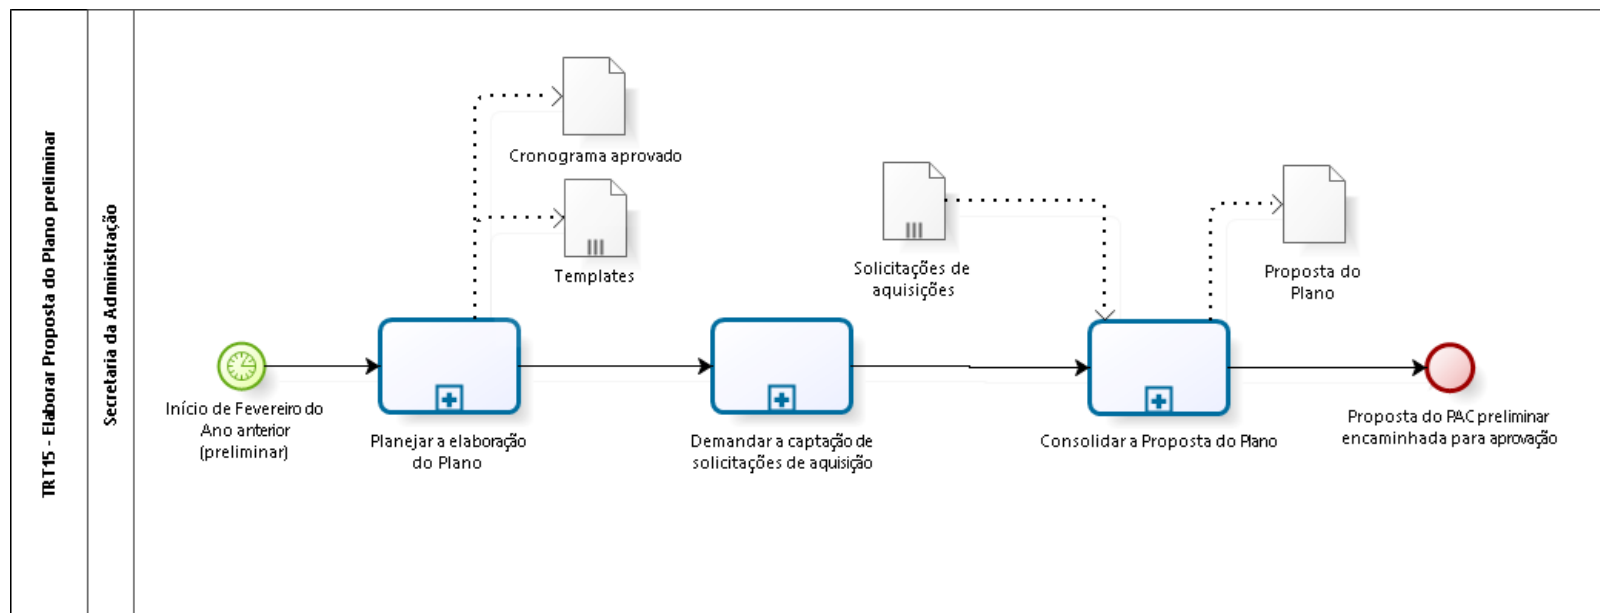 TRT15 - Elaborar Proposta do Plano preliminar
Secretaria da Administração
Cronograma aprovado
Templates
Solicitações de
aquisições
Proposta do
Plano
Início de Fevereiro do
Ano anterior
(preliminar)
Planejar a elaboração
do Plano
Demandar a captação de
solicitações de aquisição
Consolidar a Proposta do Plano
Proposta do PAC preliminar
encaminhada para aprovação